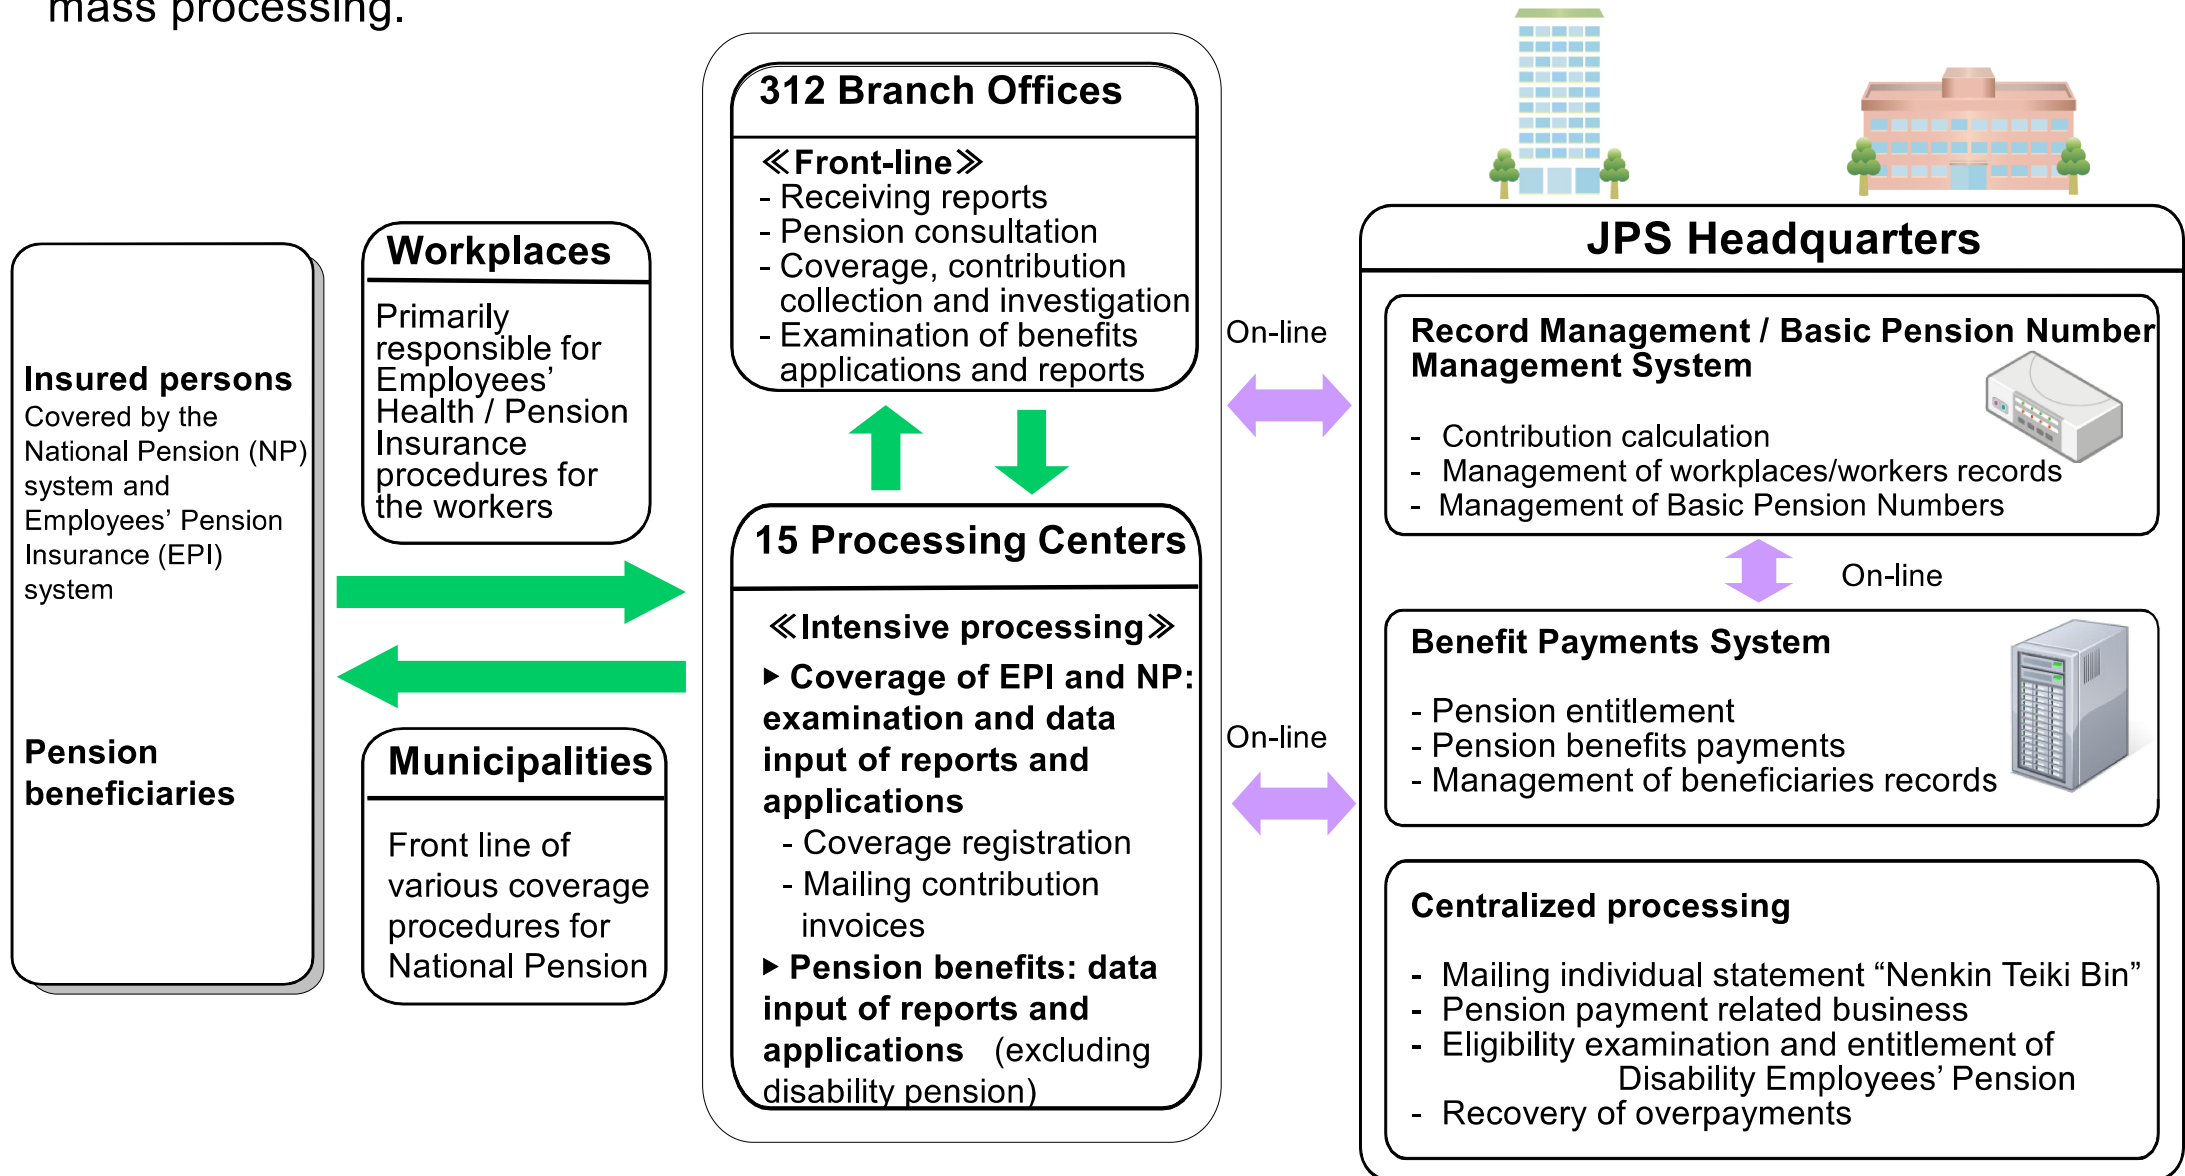 mass processing.
Insured persons
Covered by the
National Pension (NP)
system and
Employees’ Pension
Insurance (EPI)
system
Pension
beneficiaries
Workplaces
Primarily
responsible for
Employees’
Health / Pension
Insurance
procedures for
the workers
Municipalities
Front line of
various coverage
procedures for
National Pension
312 Branch Offices
≪Front-line≫
- Receiving reports
- Pension consultation
- Coverage, contribution
collection and investigation
- Examination of benefits
applications and reports
15 Processing Centers
≪Intensive processing≫
▶ Coverage of EPI and NP:
examination and data
input of reports and
applications
- Coverage registration
- Mailing contribution
invoices
▶ Pension benefits: data
input of reports and
applications (excluding
disability pension)
On-line
On-line
JPS Headquarters
Record Management / Basic Pension Number
Management System
- Contribution calculation
- Management of workplaces/workers records
- Management of Basic Pension Numbers
On-line
Benefit Payments System
- Pension entitlement
- Pension benefits payments
- Management of beneficiaries records
Centralized processing
- Mailing individual statement “Nenkin Teiki Bin”
- Pension payment related business
- Eligibility examination and entitlement of
Disability Employees’ Pension
- Recovery of overpayments